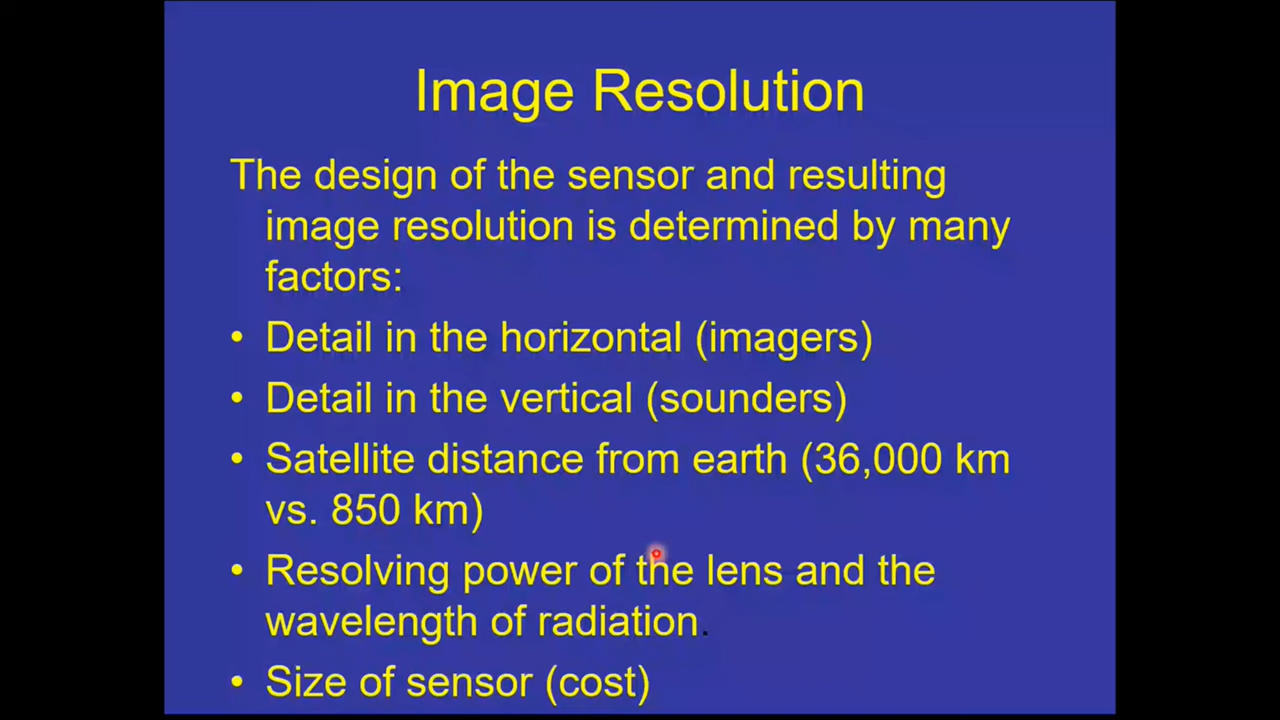 Image Resolution
The design of the sensor and resulting
image resolution is determined by many
factors:
• Detail in the horizontal (imagers)
• Detail in the vertical (sounders)
• Satellite distance from earth (36,000 km
vs. 850 km)
• Resolving power of the lens and the
wavelength of radiation.
• Size of sensor (cost)